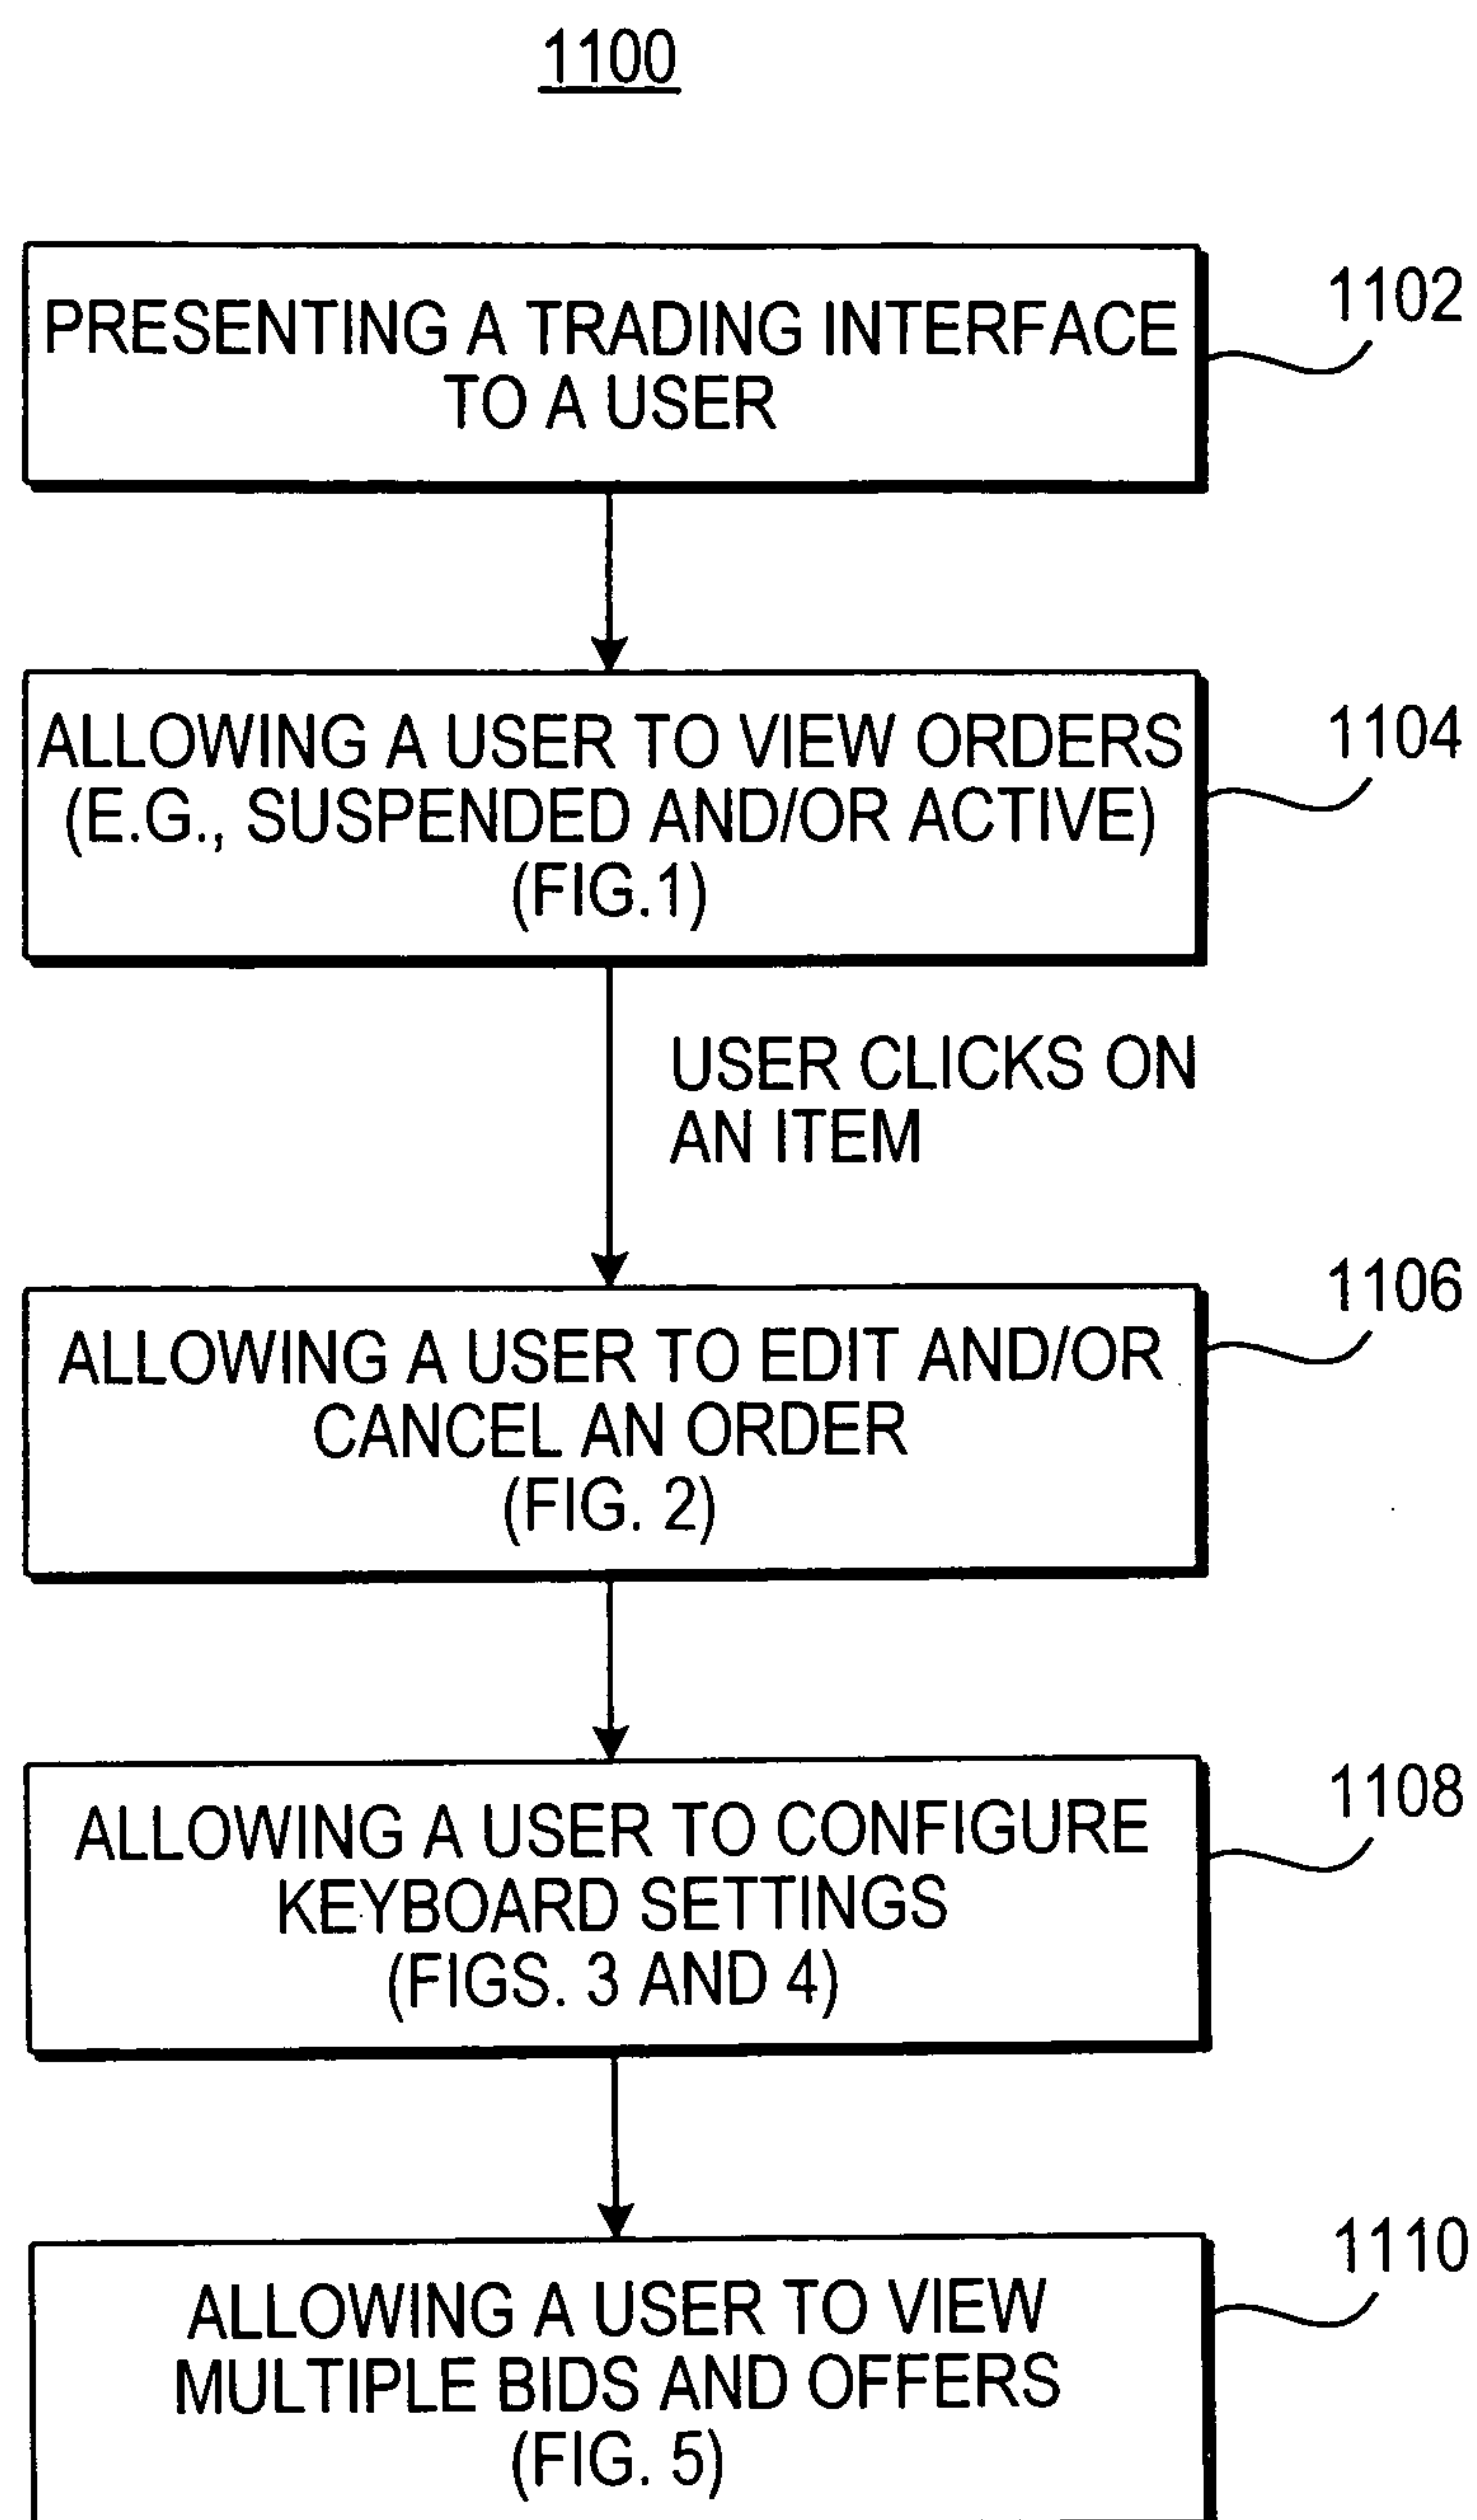 1100
PRESENTING A TRADING INTERFACE
TO A USER
1102
ALLOWING A USER TO VIEW ORDERS
(E.G., SUSPENDED AND/OR ACTIVE)
(FIG.1)
1104
USER CLICKS ON
AN ITEM
ALLOWING A USER TO EDIT AND/OR
CANCEL AN ORDER
(FIG. 2)
1106
ALLOWING A USER TO CONFIGURE
KEYBOARD SETTINGS
(FIGS. 3 AND 4)
1108
ALLOWING A USER TO VIEW
MULTIPLE BIDS AND OFFERS
(FIG. 5)
1110